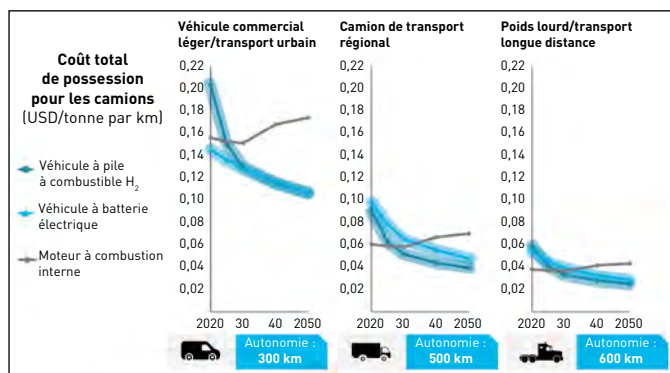 Coût total
de possession
pour les camions
(USD/tonne par km)
Véhicule à pile
à combustible H₂
Véhicule à batterie
électrique
Moteur à combustion
interne
Véhicule commercial
léger/transport urbain
0,22
0,20
0,18
0,16
0,14
0,12
0,10
0,08
0,06
0,04
0,02
2020 30 40 2050
Autonomie :
300 km
Camion de transport
régional
0,22
0,20
0,18
0,16
0,14
0,12
0,10
0,08
0,06
0,04
0,02
2020 30 40 2050
Autonomie :
500 km
Poids lourd/transport
longue distance
0,22
0,20
0,18
0,16
0,14
0,12
0,10
0,08
0,06
0,04
0,02
2020 30 40 2050
Autonomie :
600 km